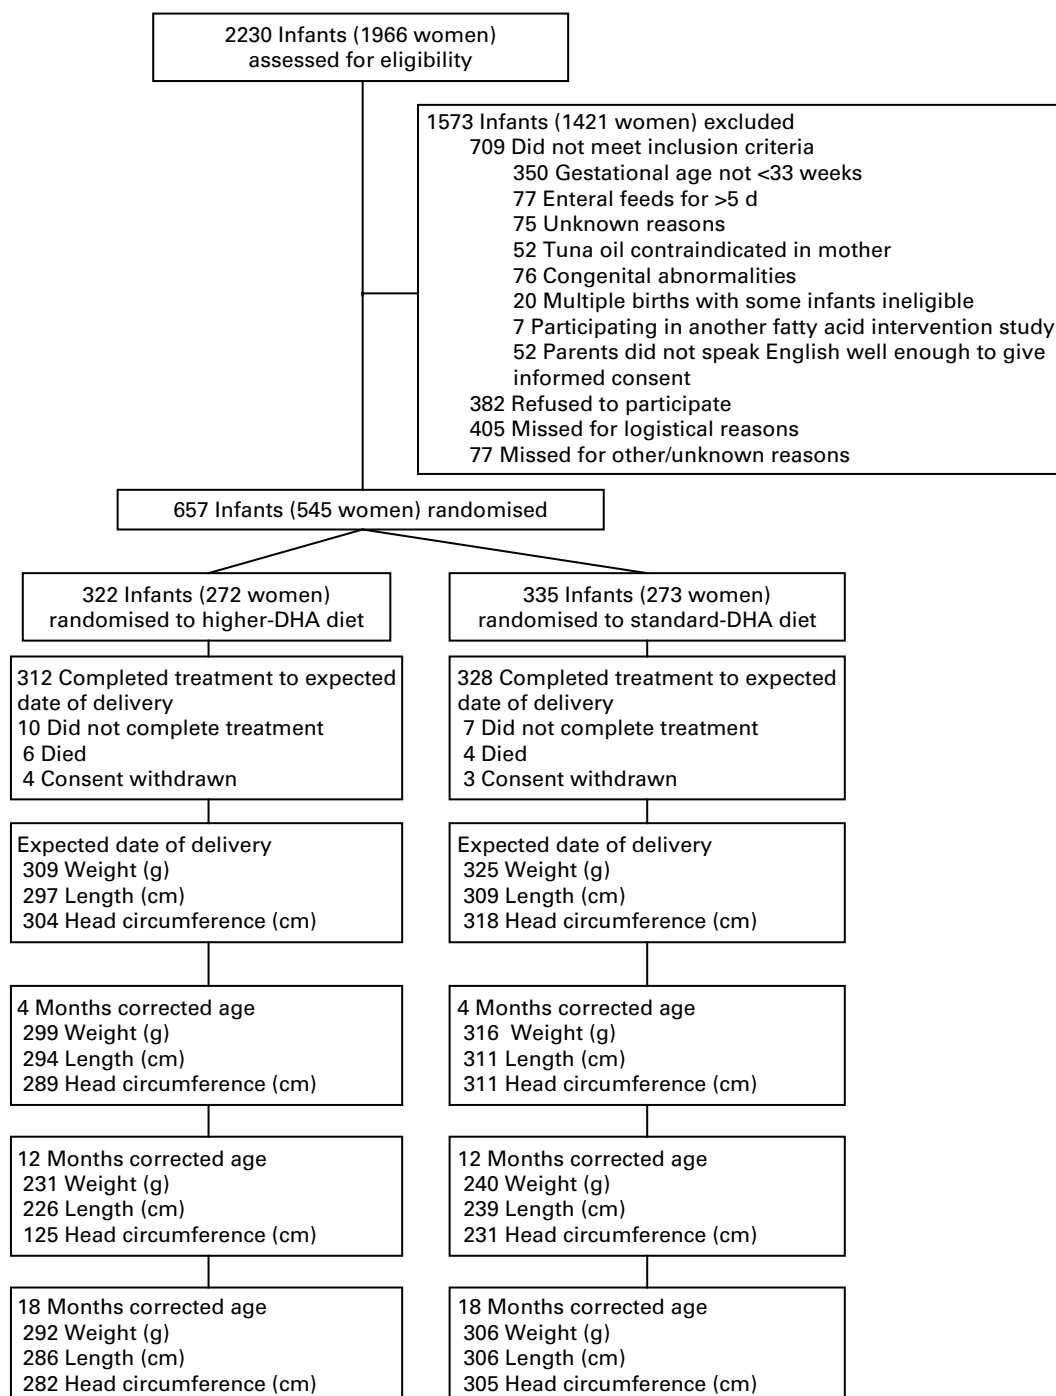 2230 Infants (1966 women)
assessed for eligibility
1573 Infants (1421 women) excluded
709 Did not meet inclusion criteria
350 Gestational age not <33 weeks
77 Enteral feeds for >5 d
75 Unknown reasons
52 Tuna oil contraindicated in mother
76 Congenital abnormalities
20 Multiple births with some infants ineligible
7 Participating in another fatty acid intervention study
52 Parents did not speak English well enough to give
informed consent
382 Refused to participate
405 Missed for logistical reasons
77 Missed for other/unknown reasons
657 Infants (545 women) randomised
322 Infants (272 women)
randomised to higher-DHA diet
335 Infants (273 women)
randomised to standard-DHA diet
312 Completed treatment to expected
date of delivery
10 Did not complete treatment
6 Died
4 Consent withdrawn
328 Completed treatment to expected
date of delivery
7 Did not complete treatment
4 Died
3 Consent withdrawn
Expected date of delivery
309 Weight (g)
297 Length (cm)
304 Head circumference (cm)
Expected date of delivery
325 Weight (g)
309 Length (cm)
318 Head circumference (cm)
4 Months corrected age
299 Weight (g)
294 Length (cm)
289 Head circumference (cm)
4 Months corrected age
316 Weight (g)
311 Length (cm)
311 Head circumference (cm)
12 Months corrected age
231 Weight (g)
226 Length (cm)
125 Head circumference (cm)
12 Months corrected age
240 Weight (g)
239 Length (cm)
231 Head circumference (cm)
18 Months corrected age
292 Weight (g)
286 Length (cm)
282 Head circumference (cm)
18 Months corrected age
306 Weight (g)
306 Length (cm)
305 Head circumference (cm)